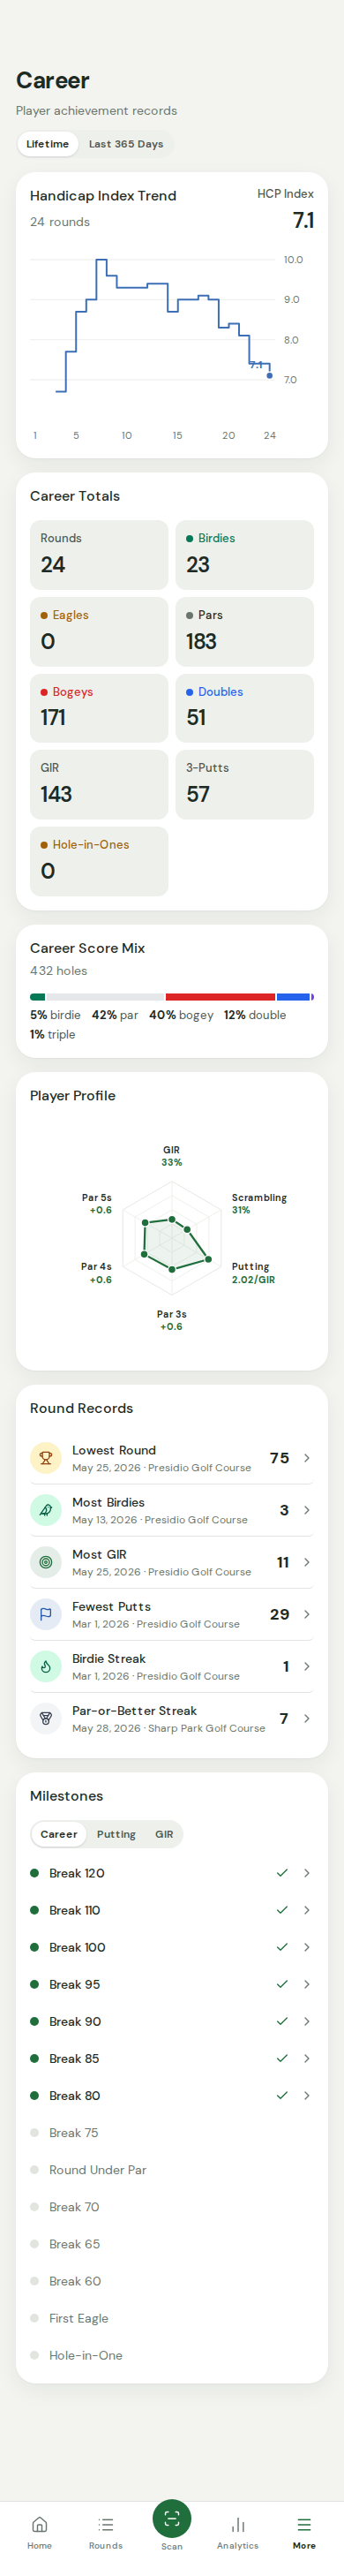 Career
Player achievement records
Lifetime Last 365 Days
Handicap Index Trend HCP Index
24 rounds 7.1
10.0
9.0
8.0
7.1
7.0
1 5 10 15 20 24
Career Totals
Rounds Birdies
24 23
Eagles Pars
0 183
Bogeys Doubles
171 51
GIR 3-Putts
143 57
Hole-in-Ones
0
Career Score Mix
432 holes
5% birdie 42% par 40% bogey 12% double
1% triple
Player Profile
GIR
33%
Par 5s Scrambling
+0.6 31%
Par 4s Putting
+0.6 2.02/GIR
Par 3s
+0.6
Round Records
Lowest Round 75
May 25, 2026 · Presidio Golf Course
Most Birdies 3
May 13, 2026 · Presidio Golf Course
Most GIR 11
May 25, 2026 · Presidio Golf Course
Fewest Putts 29
Mar 1, 2026 · Presidio Golf Course
Birdie Streak 1
Mar 1, 2026 · Presidio Golf Course
Par-or-Better Streak 7
May 28, 2026 · Sharp Park Golf Course
Milestones
Career Putting GIR
Break 120
Break 110
Break 100
Break 95
Break 90
Break 85
Break 80
Break 75
Round Under Par
Break 70
Break 65
Break 60
First Eagle
Hole-in-One
Home Rounds Scan Analytics More